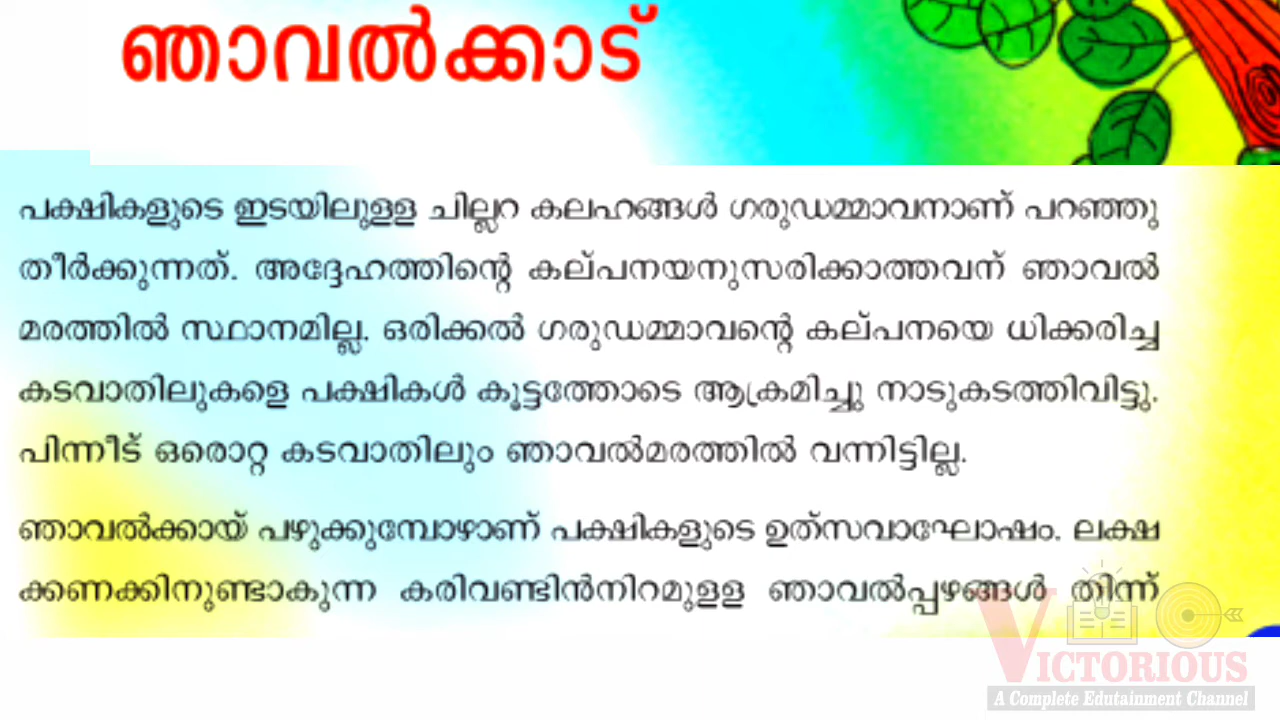 ഞാവൽക്കാട്
പക്ഷികളുടെ ഇടയിലുള്ള ചില്ലറ കലഹങ്ങൾ ഗരുഡമ്മാവനാണ് പറഞ്ഞു
തീർക്കുന്നത്. അദ്ദേഹത്തിന്റെ കല്പനയനുസരിക്കാത്തവന് ഞാവൽ
മരത്തിൽ സ്ഥാനമില്ല. ഒരിക്കൽ ഗരുഡമ്മാവന്റെ കല്പനയെ ധിക്കരിച്ച
കടവാതിലുകളെ പക്ഷികൾ കൂട്ടത്തോടെ ആക്രമിച്ചു നാടുകടത്തിവിട്ടു.
പിന്നീട് ഒരൊറ്റ കടവാതിലും ഞാവൽമരത്തിൽ വന്നിട്ടില്ല.
ഞാവൽക്കായ് പഴുക്കുമ്പോഴാണ് പക്ഷികളുടെ ഉത്സവാഘോഷം. ലക്ഷ
ക്കണക്കിനുണ്ടാകുന്ന കരിവണ്ടിൻനിറമുള്ള ഞാവൽപ്പഴങ്ങൾ തിന്ന്
VICTORIOUS
A Complete Edutainment Channel